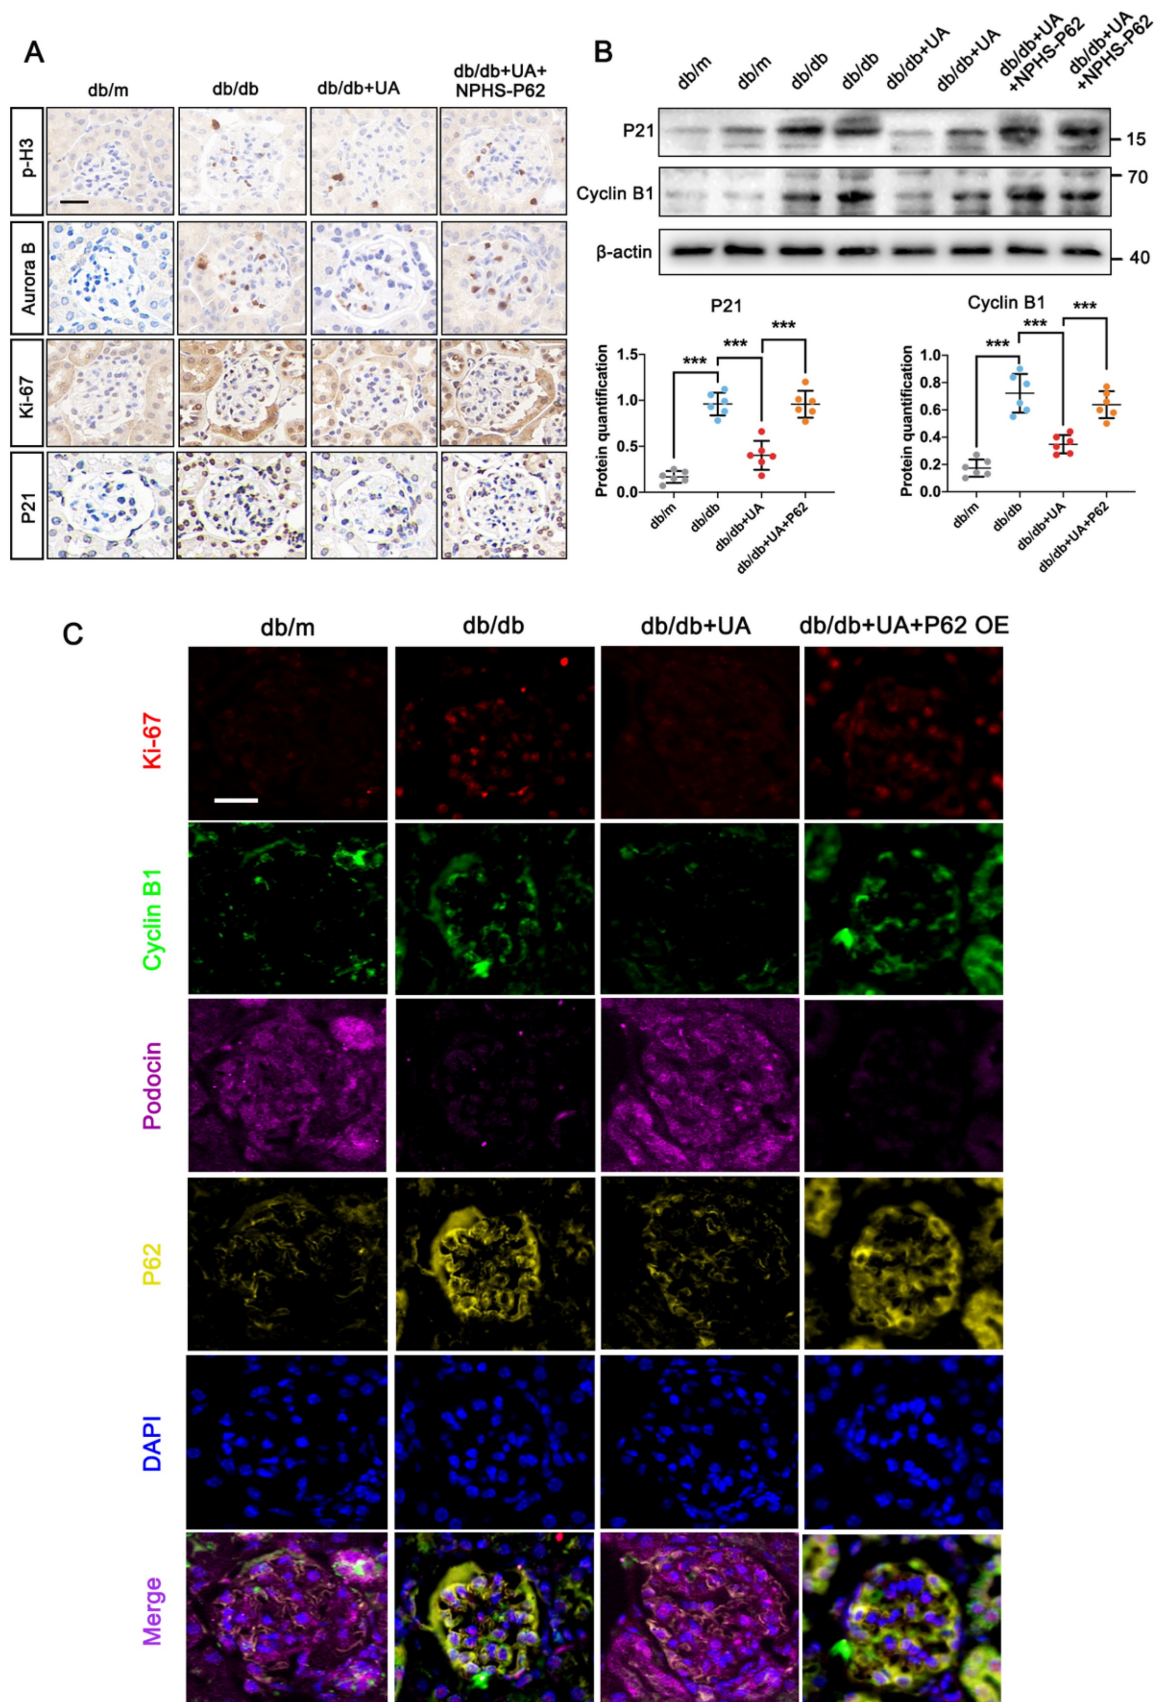 A
db/m
db/db
db/db+UA
db/db+UA+
NPHS-P62
p-H3
Aurora B
Ki-67
P21
B
db/m
db/m
db/db
db/db
db/db+UA
db/db+UA
db/db+UA
+NPHS-P62
db/db+UA
+NPHS-P62
P21
15
Cyclin B1
70
β-actin
40
P21
***
***
***
Protein quantification
1.5
1.0
0.5
0.0
db/m
db/db
db/db+UA
db/db+UA+P62
Cyclin B1
***
***
***
Protein quantification
1.0
0.8
0.6
0.4
0.2
0.0
db/m
db/db
db/db+UA
db/db+UA+P62
C
db/m
db/db
db/db+UA
db/db+UA+P62 OE
Ki-67
Cyclin B1
Podocin
P62
DAPI
Merge